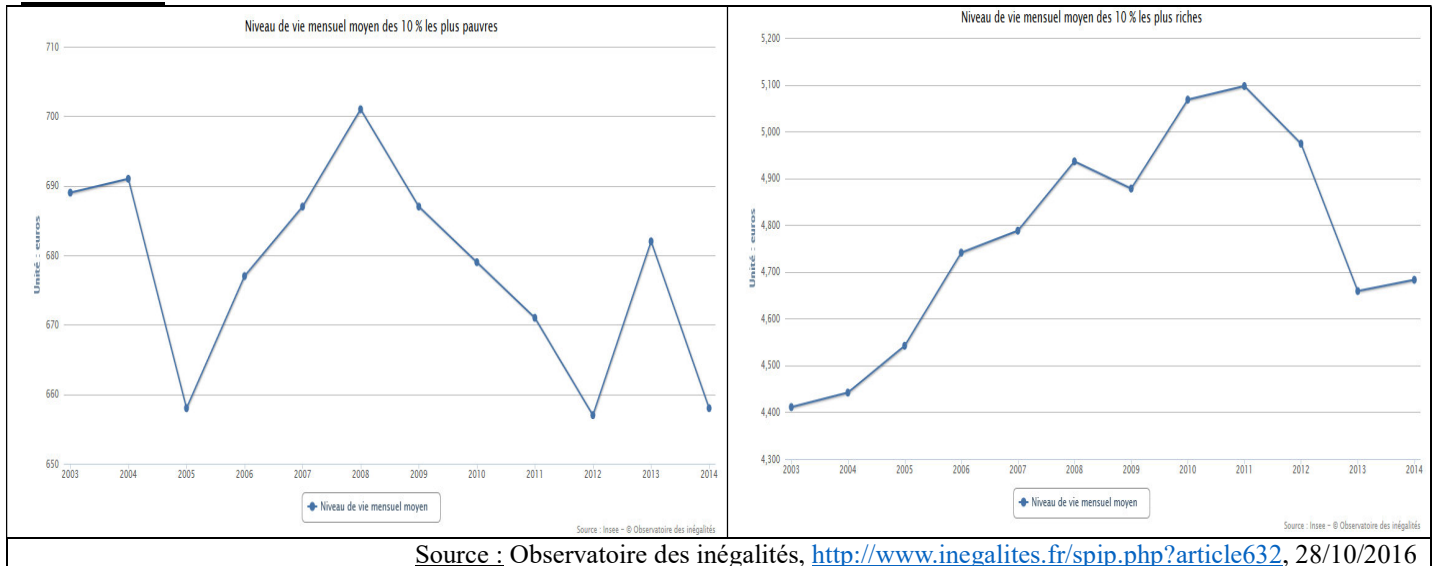 Niveau de vie mensuel moyen des 10 % les plus pauvres
710
700
690
680
670
660
650
Unité : euros
2003 2004 2005 2006 2007 2008 2009 2010 2011 2012 2013 2014
Niveau de vie mensuel moyen
Source : Insee – © Observatoire des inégalités
Niveau de vie mensuel moyen des 10 % les plus riches
5,200
5,100
5,000
4,900
4,800
4,700
4,600
4,500
4,400
4,300
Unité : euros
2003 2004 2005 2006 2007 2008 2009 2010 2011 2012 2013 2014
Niveau de vie mensuel moyen
Source : Insee – © Observatoire des inégalités
Source : Observatoire des inégalités, http://www.inegalites.fr/spip.php?article632, 28/10/2016